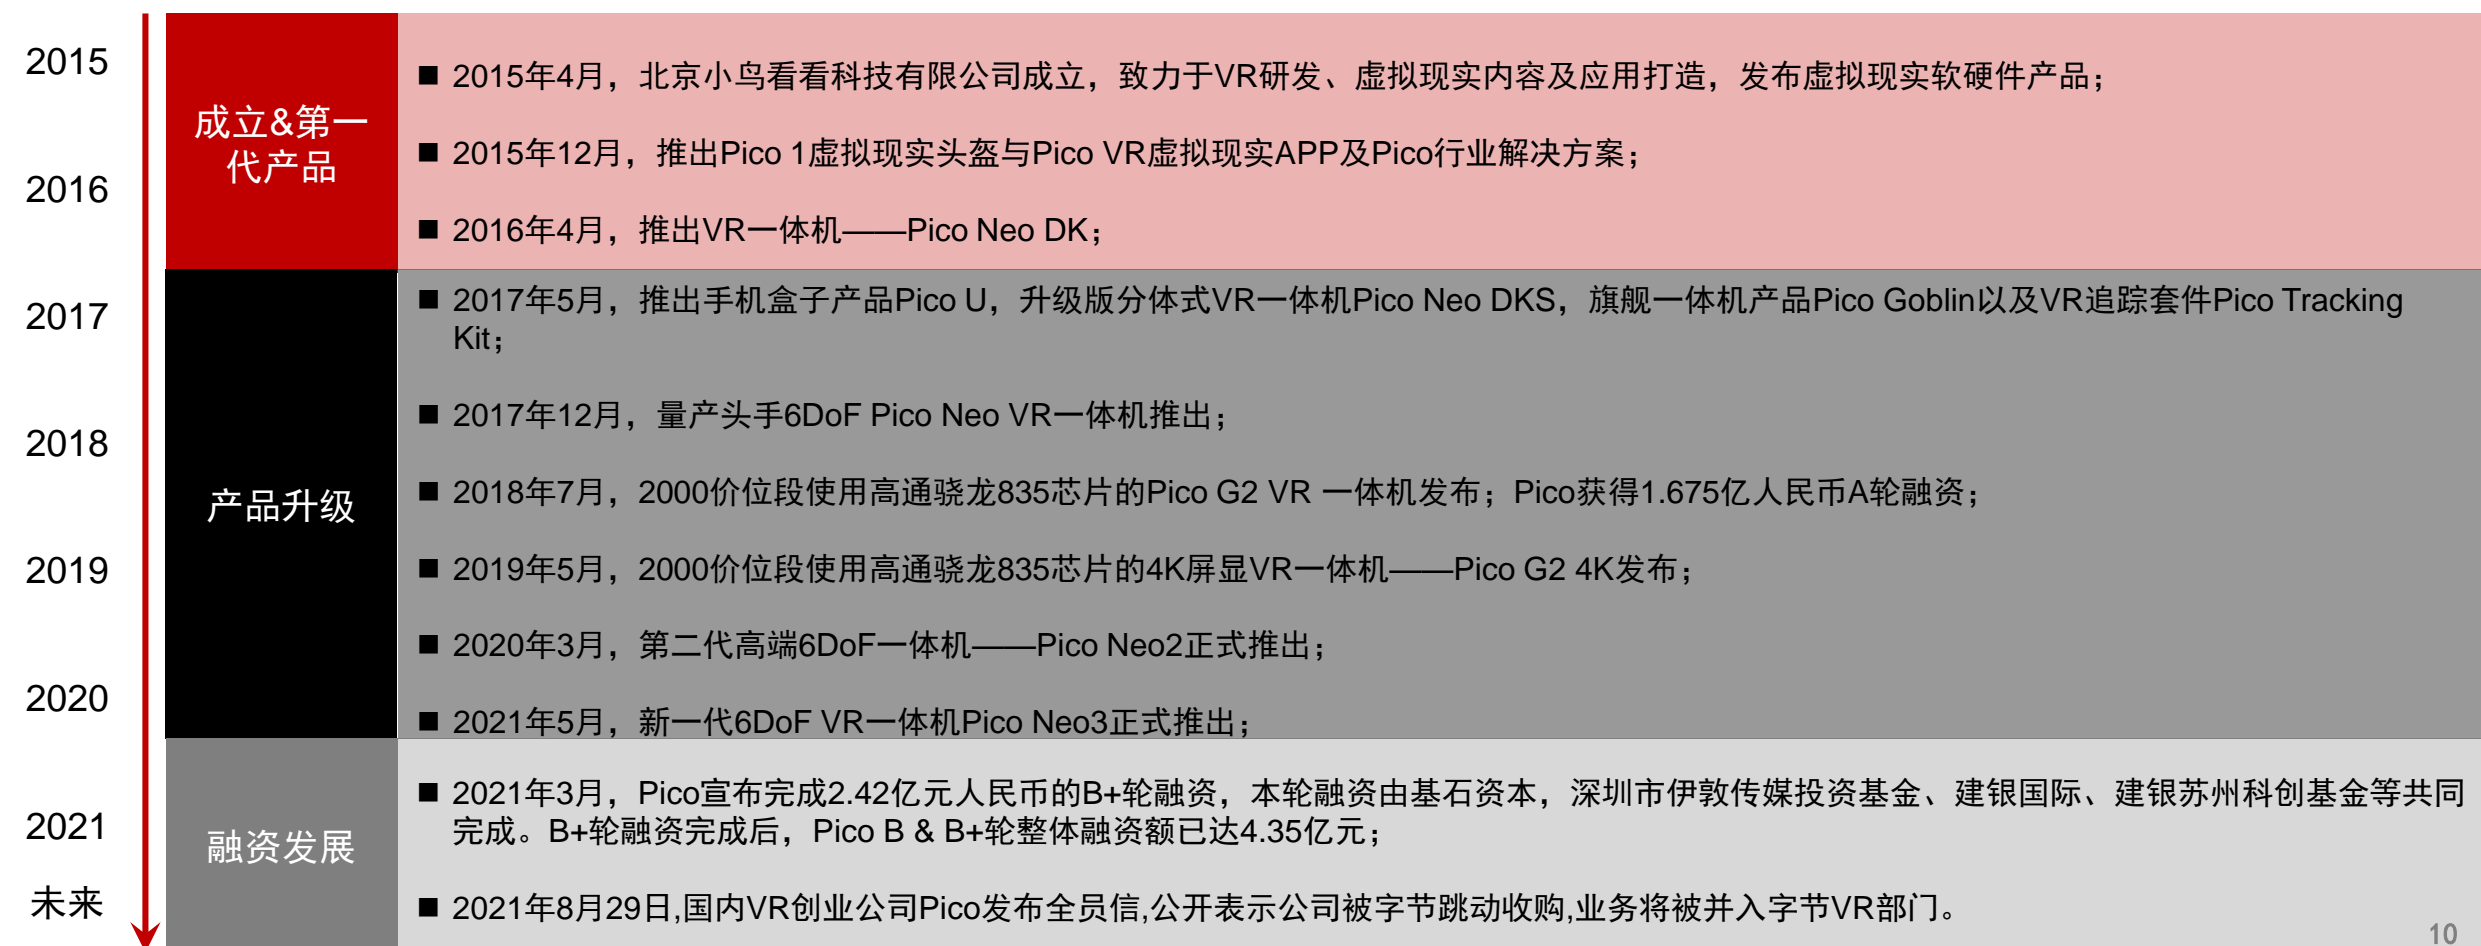 2015
2016
2017
2018
2019
2020
2021
未来
成立&第一
代产品
■ 2015年4月，北京小鸟看看科技有限公司成立，致力于VR研发、虚拟现实内容及应用打造，发布虚拟现实软硬件产品；
■ 2015年12月，推出Pico 1虚拟现实头盔与Pico VR虚拟现实APP及Pico行业解决方案；
■ 2016年4月，推出VR一体机——Pico Neo DK；
产品升级
■ 2017年5月，推出手机盒子产品Pico U，升级版分体式VR一体机Pico Neo DKS，旗舰一体机产品Pico Goblin以及VR追踪套件Pico Tracking
Kit；
■ 2017年12月，量产头手6DoF Pico Neo VR一体机推出；
■ 2018年7月，2000价位段使用高通骁龙835芯片的Pico G2 VR 一体机发布；Pico获得1.675亿人民币A轮融资；
■ 2019年5月，2000价位段使用高通骁龙835芯片的4K屏显VR一体机——Pico G2 4K发布；
■ 2020年3月，第二代高端6DoF一体机——Pico Neo2正式推出；
■ 2021年5月，新一代6DoF VR一体机Pico Neo3正式推出；
融资发展
■ 2021年3月，Pico宣布完成2.42亿元人民币的B+轮融资，本轮融资由基石资本，深圳市伊敦传媒投资基金、建银国际、建银苏州科创基金等共同
完成。B+轮融资完成后，Pico B & B+轮整体融资额已达4.35亿元；
■ 2021年8月29日,国内VR创业公司Pico发布全员信,公开表示公司被字节跳动收购,业务将被并入字节VR部门。
10